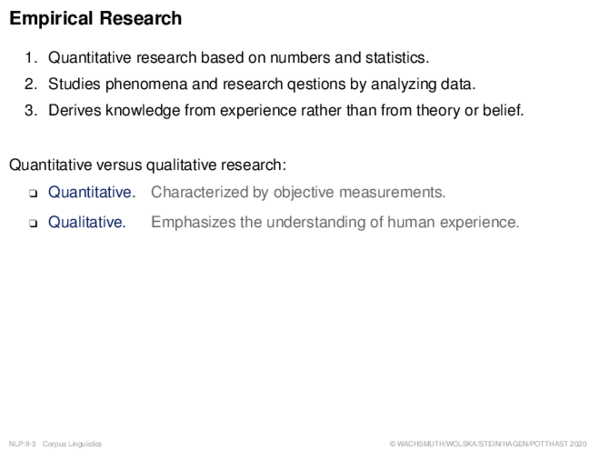 Empirical Research
1. Quantitative research based on numbers and statistics.
2. Studies phenomena and research qestions by analyzing data.
3. Derives knowledge from experience rather than from theory or belief.
Quantitative versus qualitative research:
❑ Quantitative. Characterized by objective measurements.
❑ Qualitative. Emphasizes the understanding of human experience.
NLP:II-3 Corpus Linguistics © WACHSMUTH/WOLSKA/STEIN/HAGEN/POTTHAST 2020